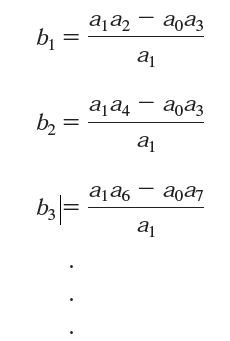 b₁ = (a₁a₂ − a₀a₃) / a₁
b₂ = (a₁a₄ − a₀a₃) / a₁
b₃ = (a₁a₆ − a₀a₇) / a₁
.
.
.